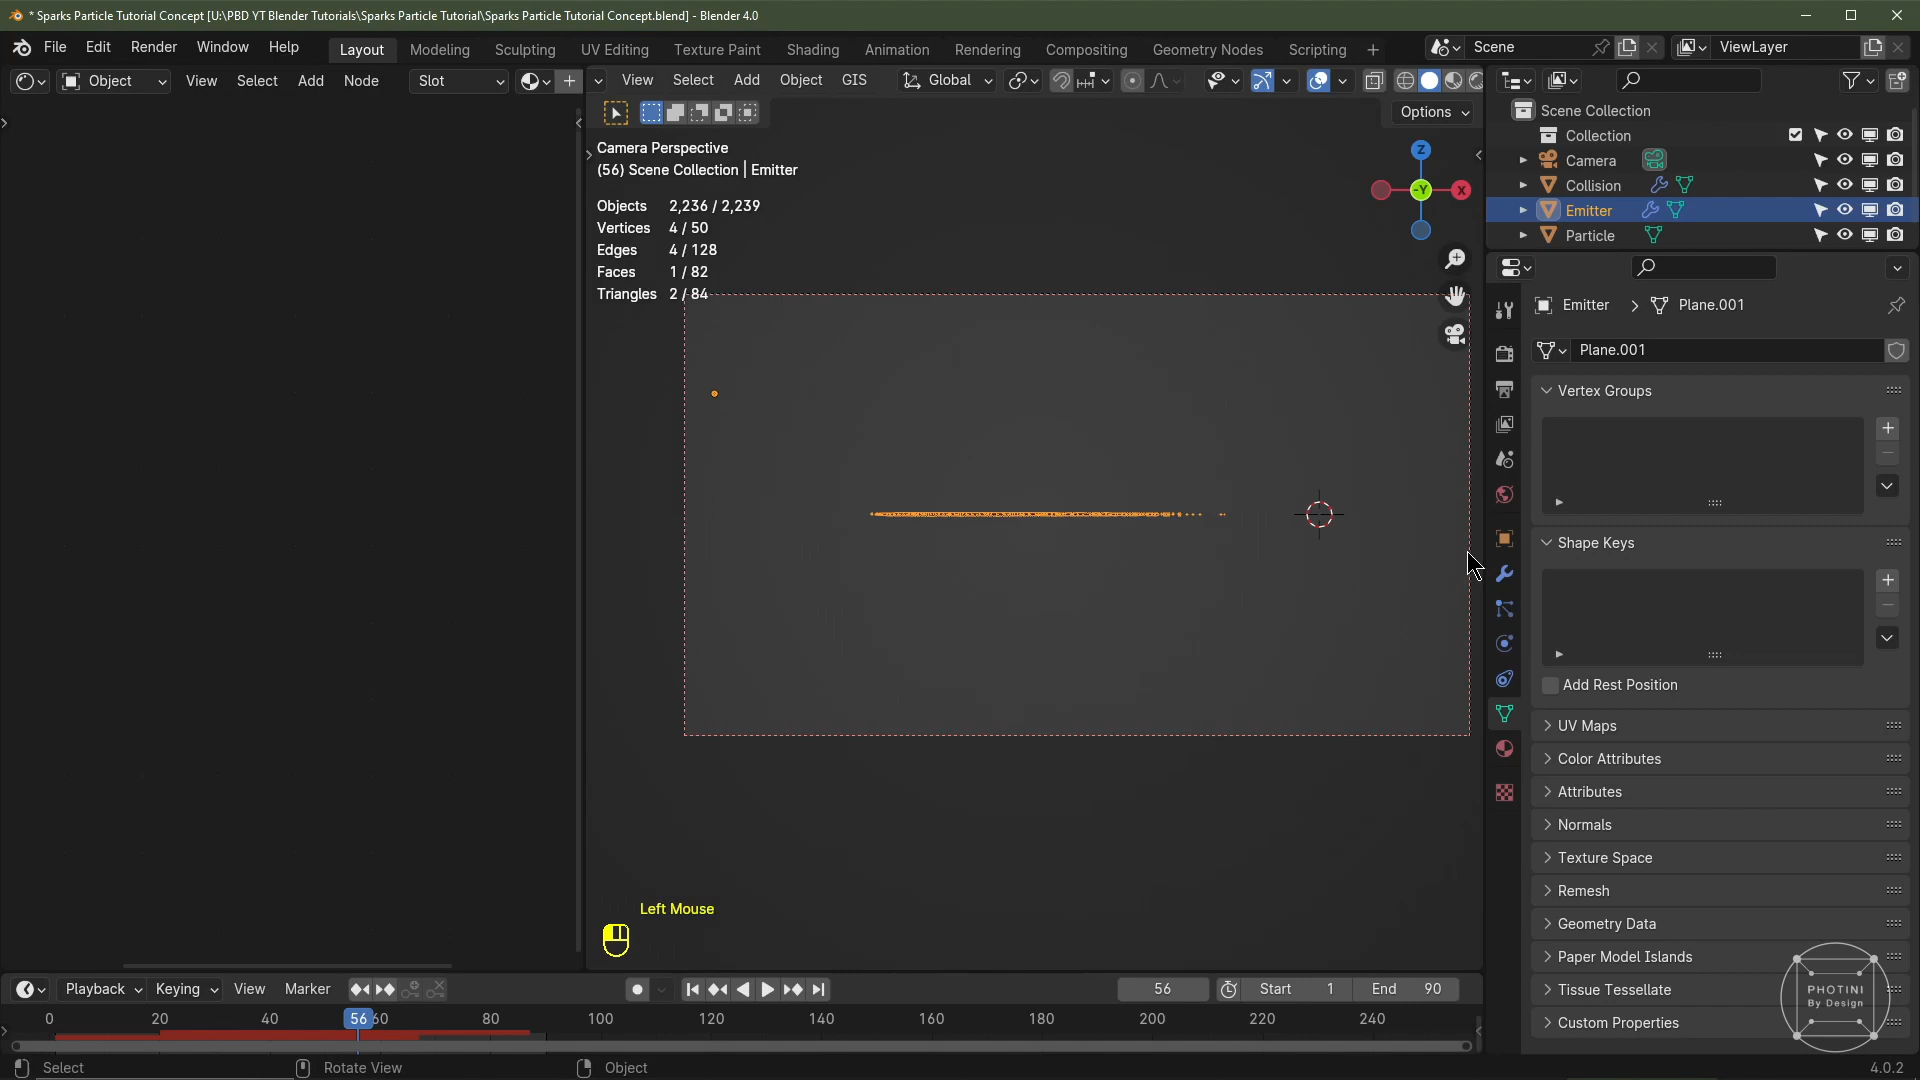 * Sparks Particle Tutorial Concept [U:\PBD YT Blender Tutorials\Sparks Particle Tutorial\Sparks Particle Tutorial Concept.blend] - Blender 4.0
File Edit Render Window Help Layout Modeling Sculpting UV Editing Texture Paint Shading Animation Rendering Compositing Geometry Nodes Scripting + Scene ViewLayer
Object View Select Add Node Slot View Select Add Object GIS Global
Options
Scene Collection
Collection
Camera
Collision
Emitter
Particle
Camera Perspective
(56) Scene Collection | Emitter
Objects 2,236 / 2,239
Vertices 4 / 50
Edges 4 / 128
Faces 1 / 82
Triangles 2 / 84
Z
-Y
X
Emitter > Plane.001
Plane.001
Vertex Groups
Shape Keys
Add Rest Position
UV Maps
Color Attributes
Attributes
Normals
Texture Space
Remesh
Geometry Data
Paper Model Islands
Tissue Tessellate
Custom Properties
PHOTINI
By Design
Left Mouse
Playback Keying View Marker 56 Start 1 End 90
0 20 40 56 60 80 100 120 140 160 180 200 220 240
Select Rotate View Object 4.0.2